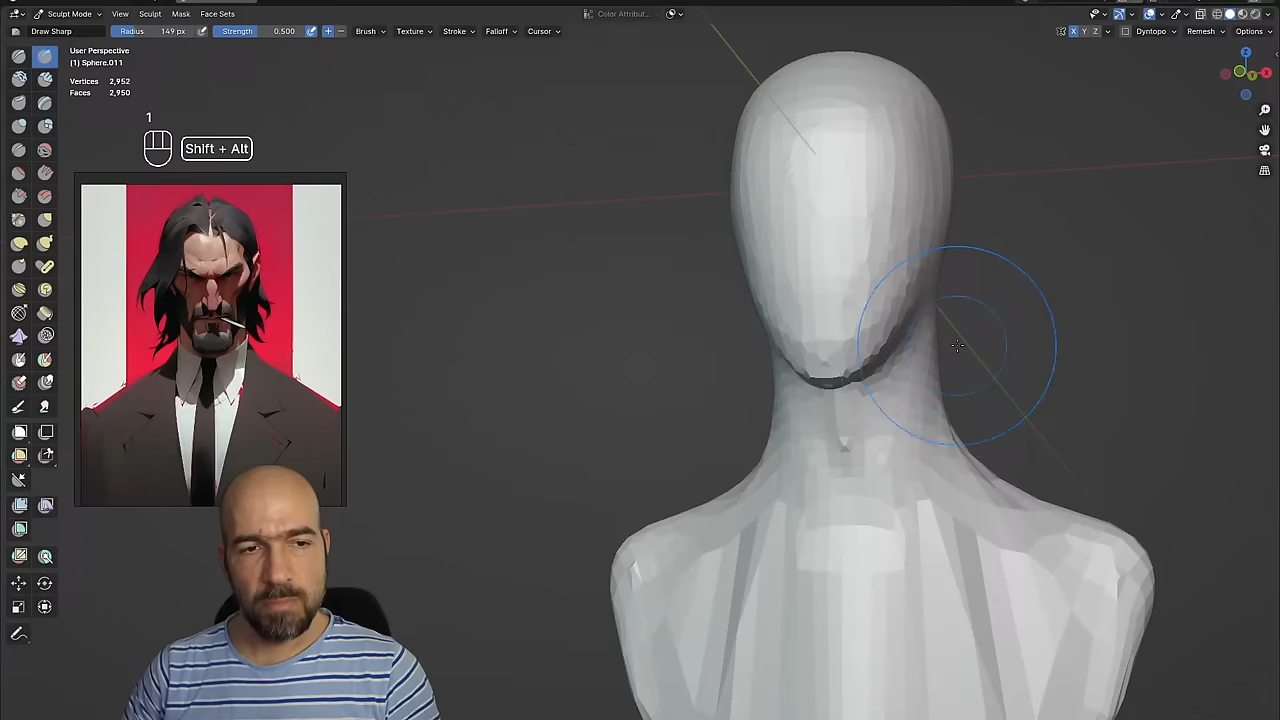 Sculpt Mode View Sculpt Mask Face Sets Color Attribut...
Draw Sharp Radius 149 px Strength 0.500 Brush Texture Stroke Falloff Cursor X Y Z Dyntopo Remesh Options
User Perspective
(1) Sphere.011
Vertices 2,952
Faces 2,950
1
Shift + Alt
Z
X
Y